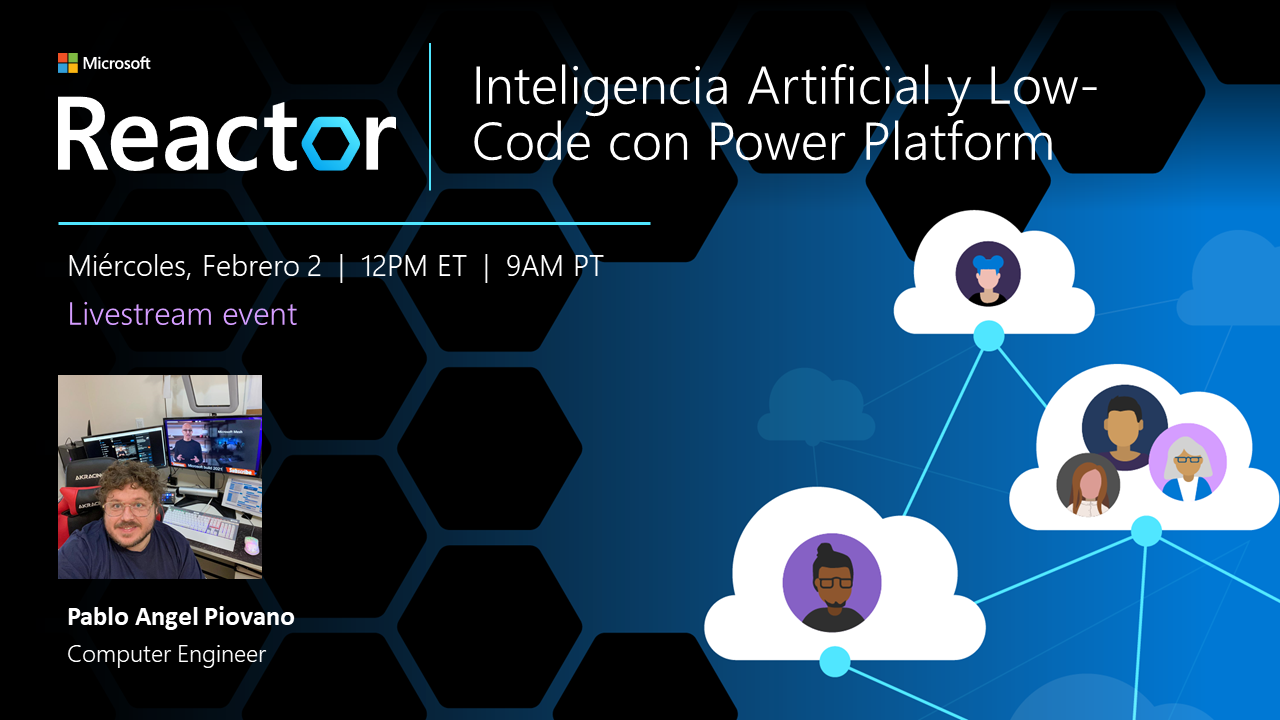 Microsoft
Reactor
Inteligencia Artificial y Low-
Code con Power Platform
Miércoles, Febrero 2 | 12PM ET | 9AM PT
Livestream event
AKRACING
Pablo Angel Piovano
Computer Engineer